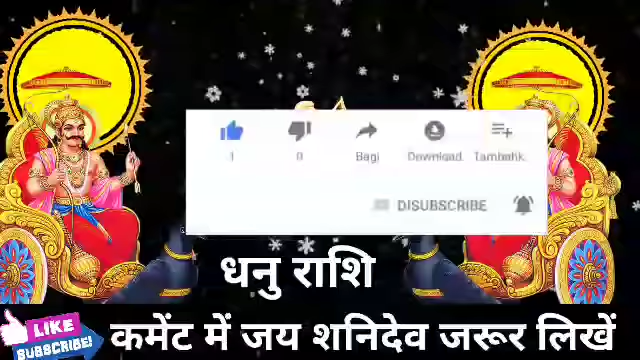 1 0 Bagi Download Tambahk
DISUBSCRIBE
धनु राशि
LIKE
SUBSCRIBE!
कमेंट में जय शनिदेव जरूर लिखें